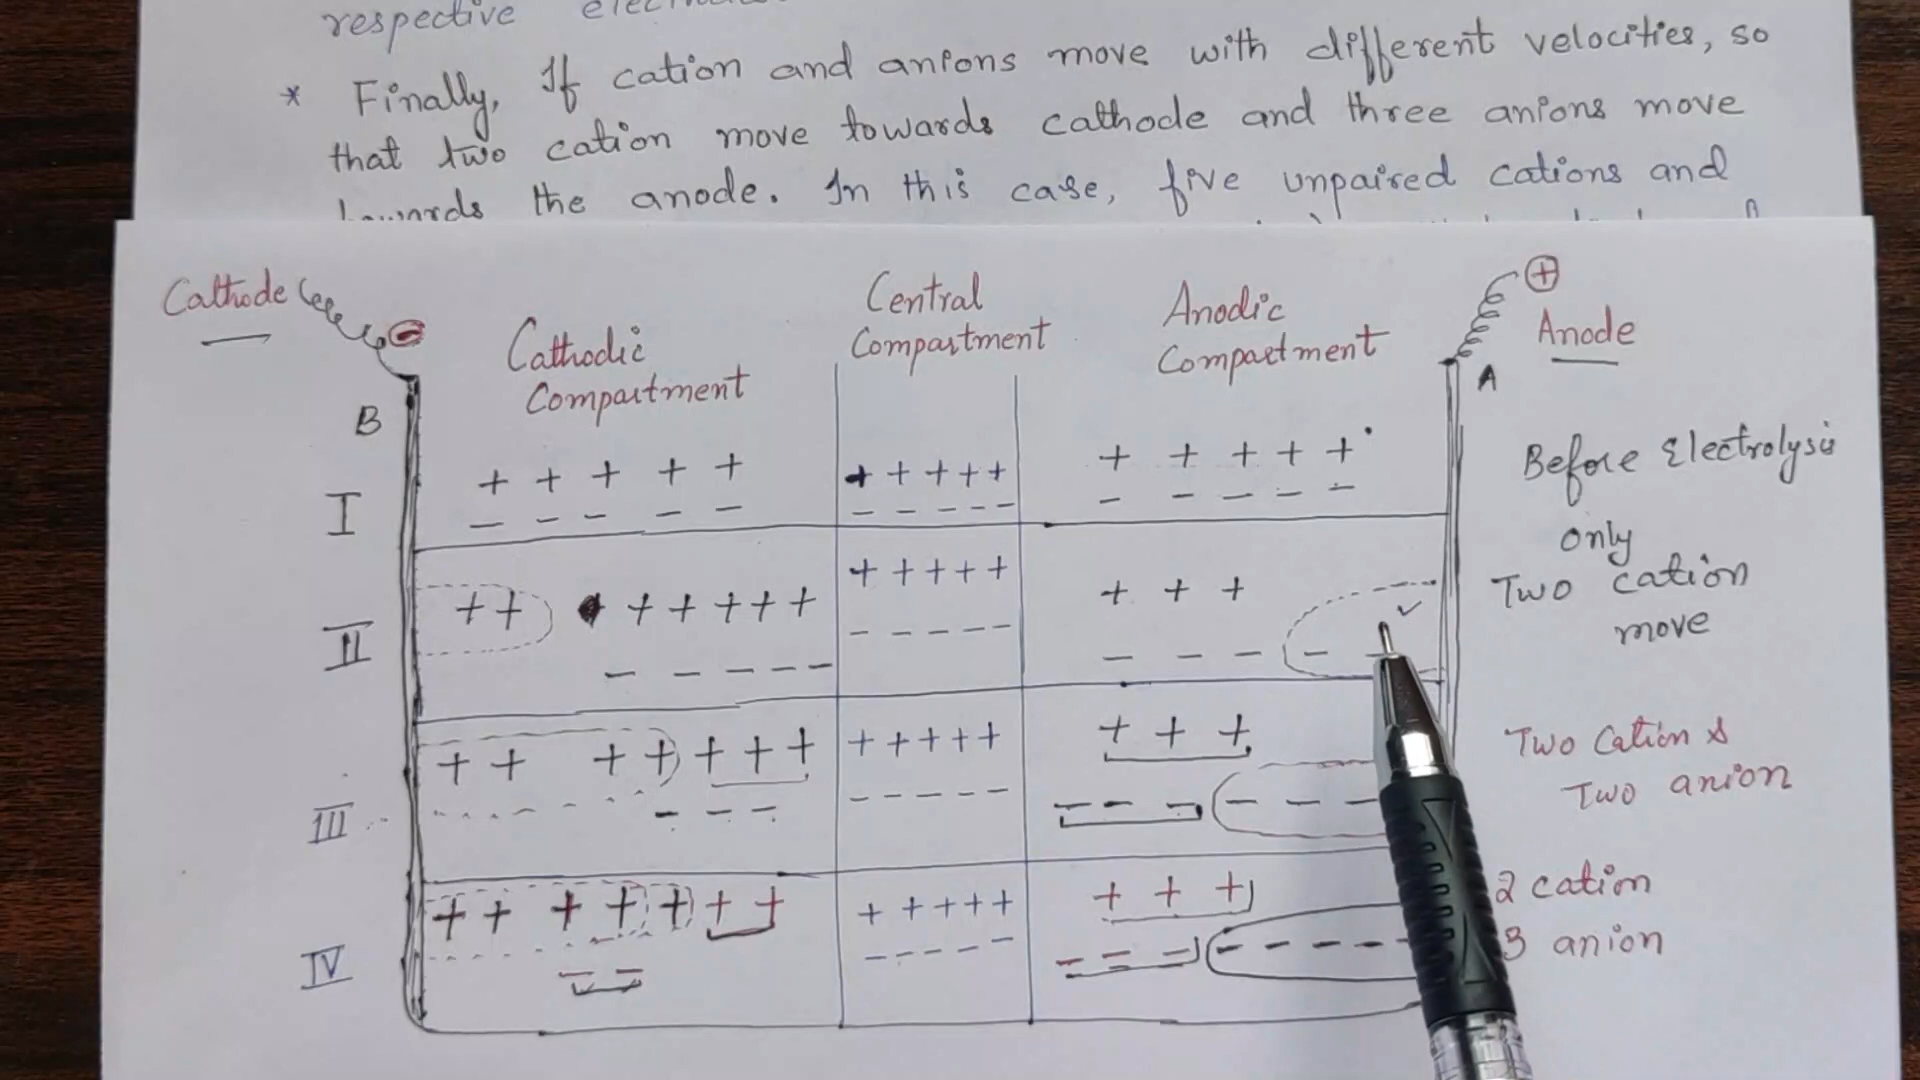 respective
* Finally, If cation and anions move with different velocities, so
that two cation move towards cathode and three anions move
towards the anode. In this case, five unpaired cations and
Cathode
−
Cathodic
Compartment
Central
Compartment
Anodic
Compartment
+
Anode
B
A
I
+ + + + +
− − − − −
+ + + + +
− − − − −
+ + + + +
− − − − −
Before Electrolysis
II
+ + + + + + +
− − − − −
+ + + + +
− − − − −
+ + +
− − − − −
only
Two cation
move
III
+ + + + + + +
− − −
+ + + + +
− − − − −
+ + +
− − − − − −
Two Cation &
Two anion
IV
+ + + + + + +
− −
+ + + + +
− − − − −
+ + +
− − − − − − − −
2 cation
3 anion